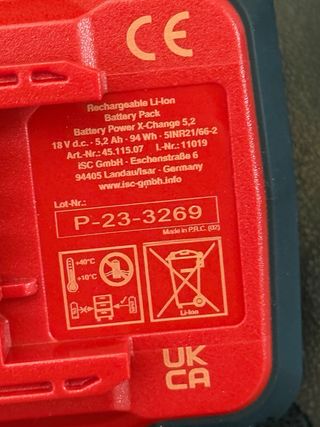 CE
Rechargeable Li-Ion
Battery Pack
Battery Power X-Change 5,2
18 V d.c. - 5,2 Ah - 94 Wh - 5INR21/66-2
Art.-Nr.: 45.115.07 I.-Nr.: 11019
iSC GmbH - Eschenstraße 6
94405 Landau/Isar - Germany
www.isc-gmbh.info
Lot-Nr.:
P-23-3269
Made in P.R.C. (02)
+40°C
+10°C
Li-Ion
UK
CA